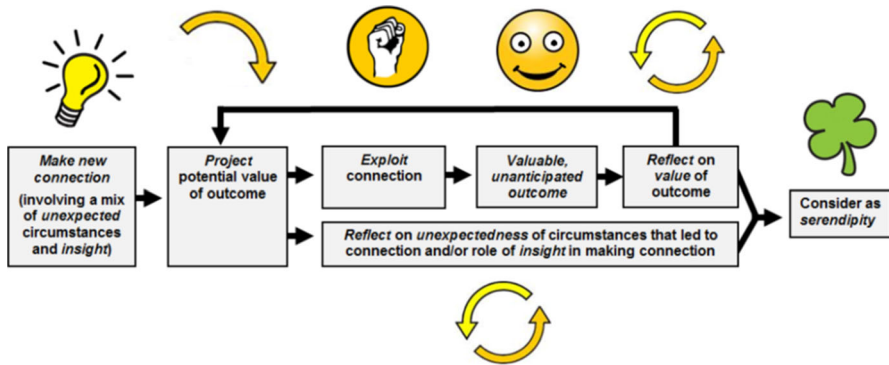 Make new
connection
(involving a mix
of unexpected
circumstances
and insight)
Project
potential value
of outcome
Exploit
connection
Valuable,
unanticipated
outcome
Reflect on
value of
outcome
Reflect on unexpectedness of circumstances that led to
connection and/or role of insight in making connection
Consider as
serendipity